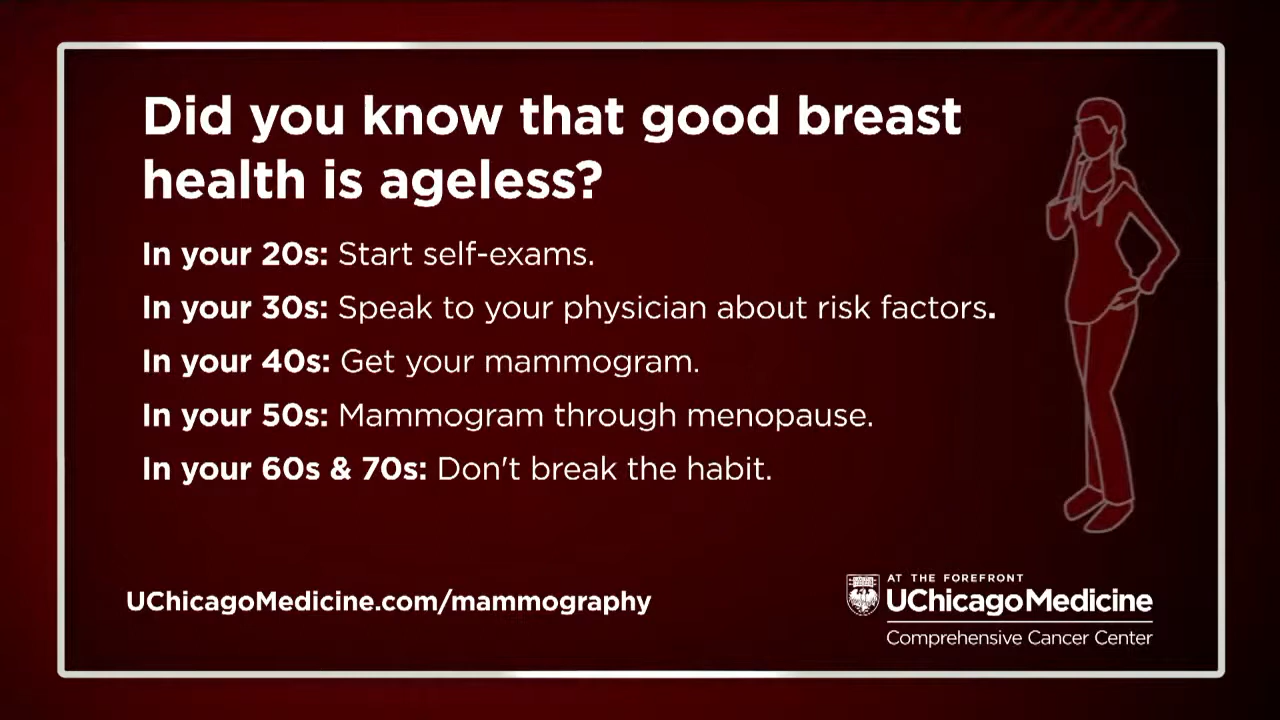 Did you know that good breast
health is ageless?
In your 20s: Start self-exams.
In your 30s: Speak to your physician about risk factors.
In your 40s: Get your mammogram.
In your 50s: Mammogram through menopause.
In your 60s & 70s: Don't break the habit.
UChicagoMedicine.com/mammography
AT THE FOREFRONT
UChicagoMedicine
Comprehensive Cancer Center